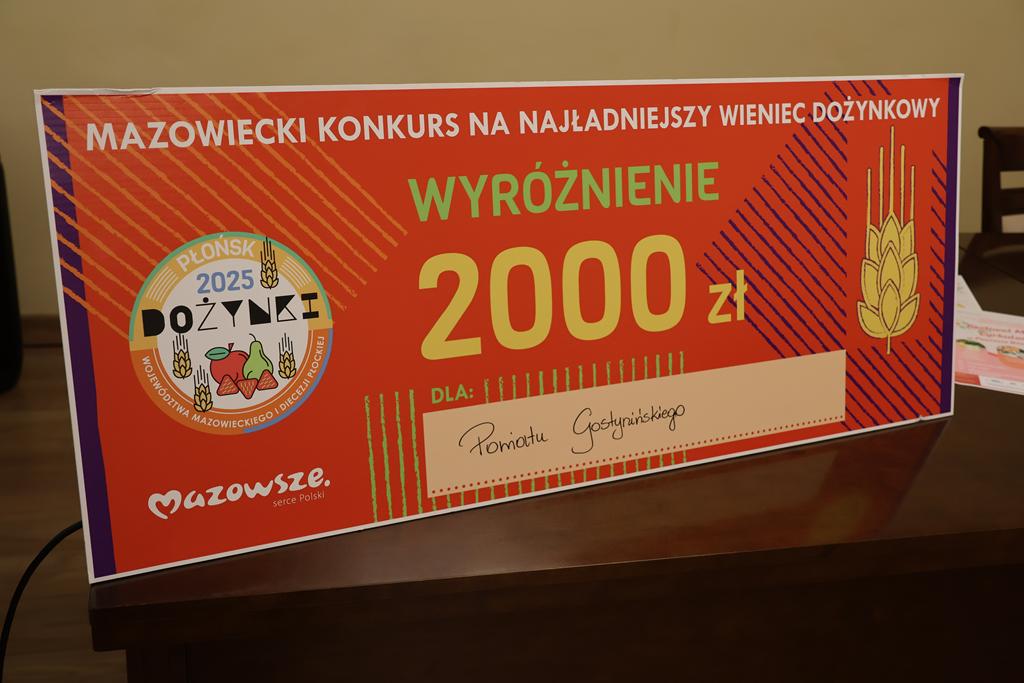 MAZOWIECKI KONKURS NA NAJŁADNIEJSZY WIENIEC DOŻYNKOWY
WYRÓŻNIENIE
2000 zł
PŁOŃSK
2025
DOŻYNKI
WOJEWÓDZTWA MAZOWIECKIEGO I DIECEZJI PŁOCKIEJ
DLA:
Powiatu Gostynińskiego
mazowsze.
serce Polski